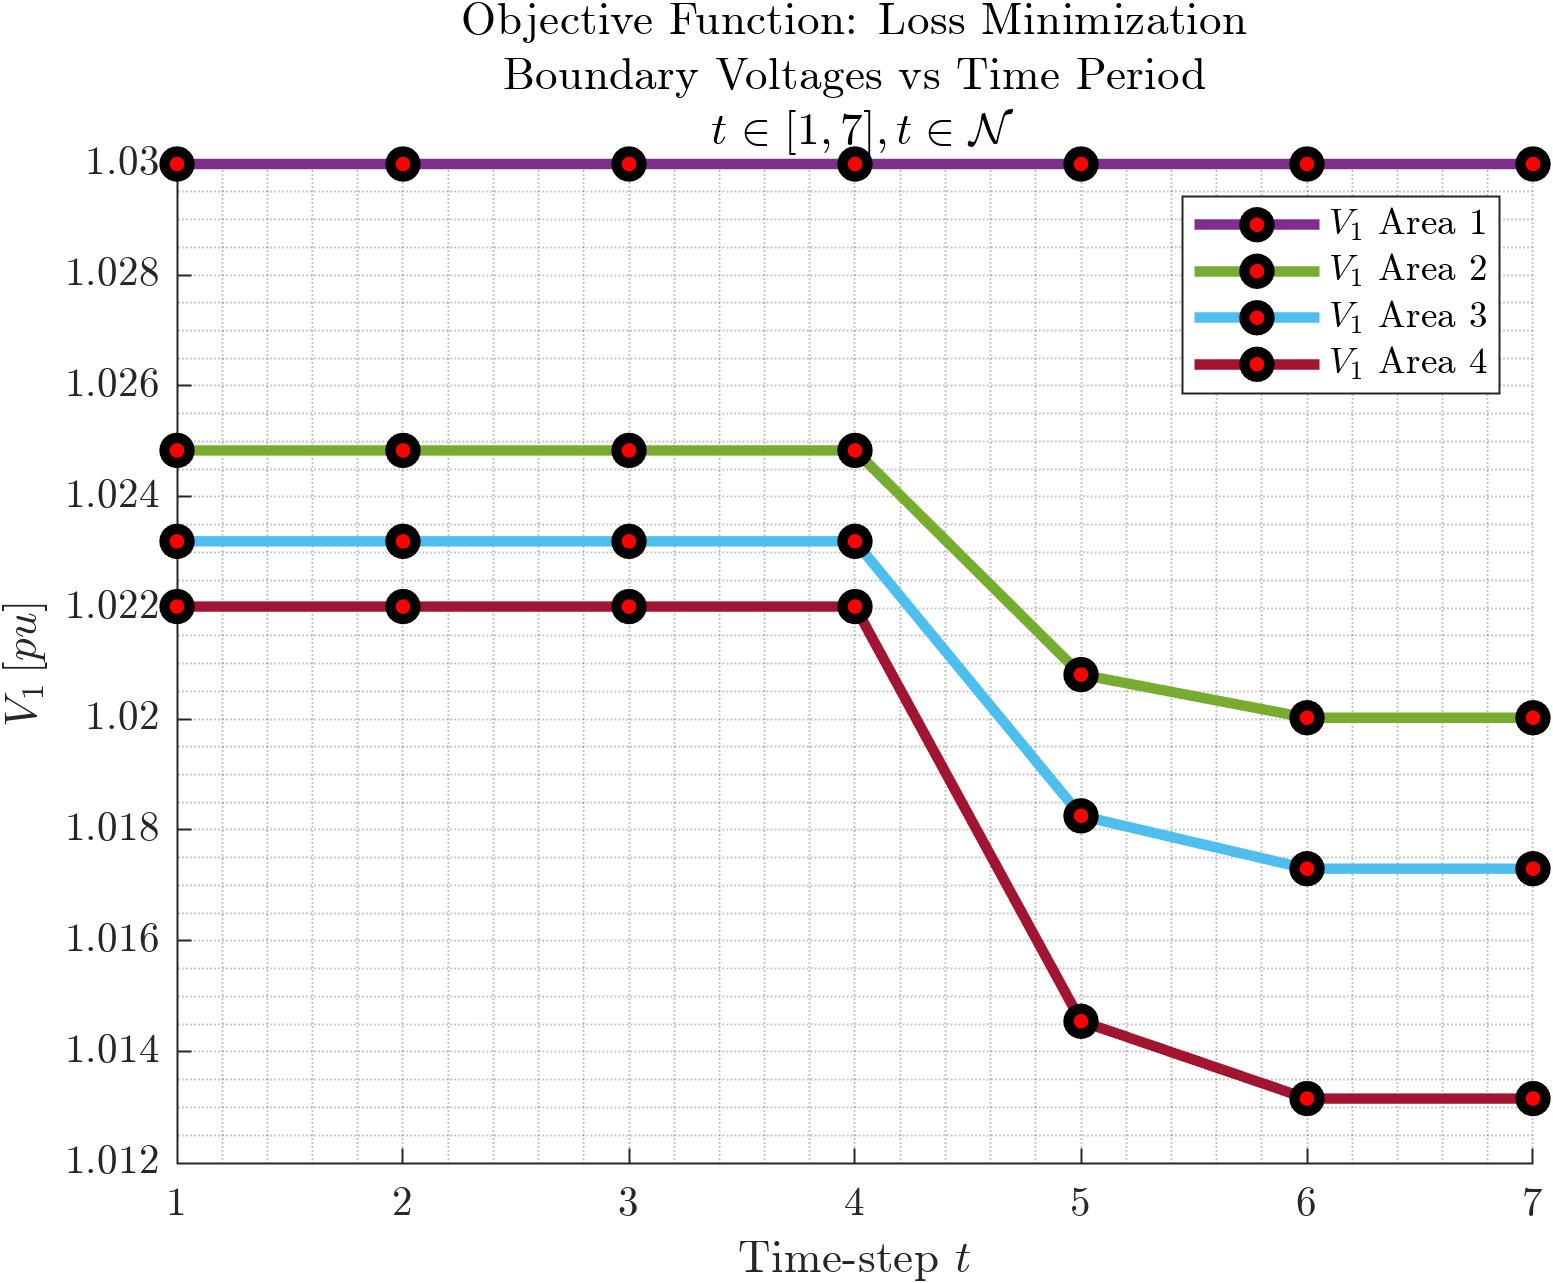 Objective Function: Loss Minimization
Boundary Voltages vs Time Period
t ∈ [1, 7], t ∈ 𝒩
1.03
1.028
1.026
1.024
1.022
1.02
1.018
1.016
1.014
1.012
V₁ [pu]
V₁ Area 1
V₁ Area 2
V₁ Area 3
V₁ Area 4
1 2 3 4 5 6 7
Time-step t